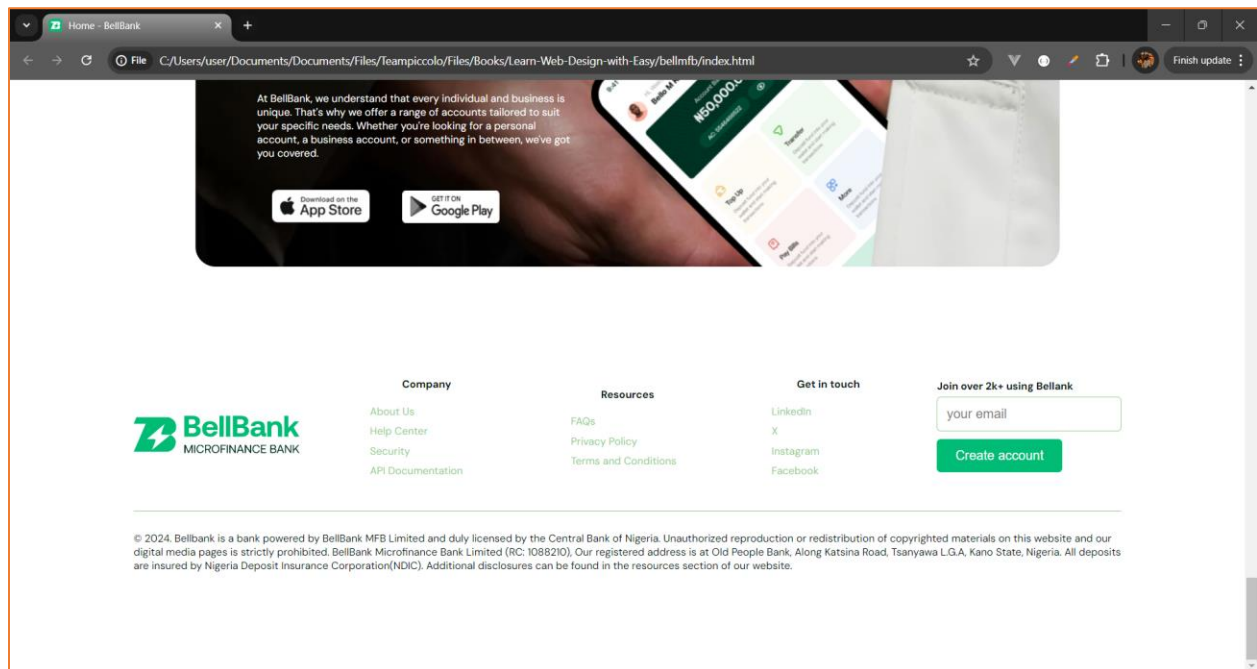 Home - BellBank
File C:/Users/user/Documents/Documents/Files/Teampiccolo/Files/Books/Learn-Web-Design-with-Easy/bellmfb/index.html
Finish update
At BellBank, we understand that every individual and business is
unique. That's why we offer a range of accounts tailored to suit
your specific needs. Whether you're looking for a personal
account, a business account, or something in between, we've got
you covered.
Download on the
App Store
GET IT ON
Google Play
9:41
Bello M
Account
₦50,000.
Transfer
Top Up
More
Pay Bills
BellBank
MICROFINANCE BANK
Company
About Us
Help Center
Security
API Documentation
Resources
FAQs
Privacy Policy
Terms and Conditions
Get in touch
LinkedIn
X
Instagram
Facebook
Join over 2k+ using Bellank
your email
Create account
© 2024. Bellbank is a bank powered by BellBank MFB Limited and duly licensed by the Central Bank of Nigeria. Unauthorized reproduction or redistribution of copyrighted materials on this website and our
digital media pages is strictly prohibited. BellBank Microfinance Bank Limited (RC: 1088210), Our registered address is at Old People Bank, Along Katsina Road, Tsanyawa L.G.A, Kano State, Nigeria. All deposits
are insured by Nigeria Deposit Insurance Corporation(NDIC). Additional disclosures can be found in the resources section of our website.